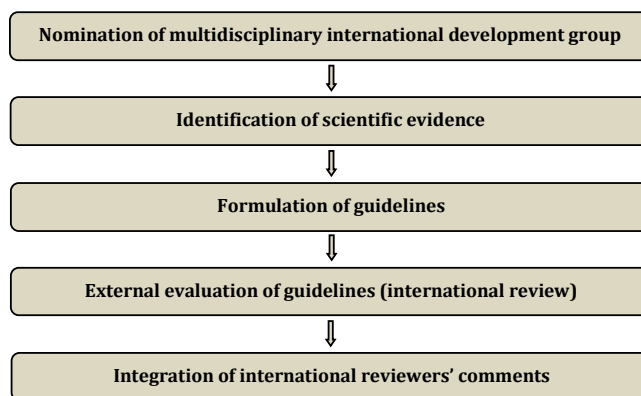 Nomination of multidisciplinary international development group
Identification of scientific evidence
Formulation of guidelines
External evaluation of guidelines (international review)
Integration of international reviewers’ comments